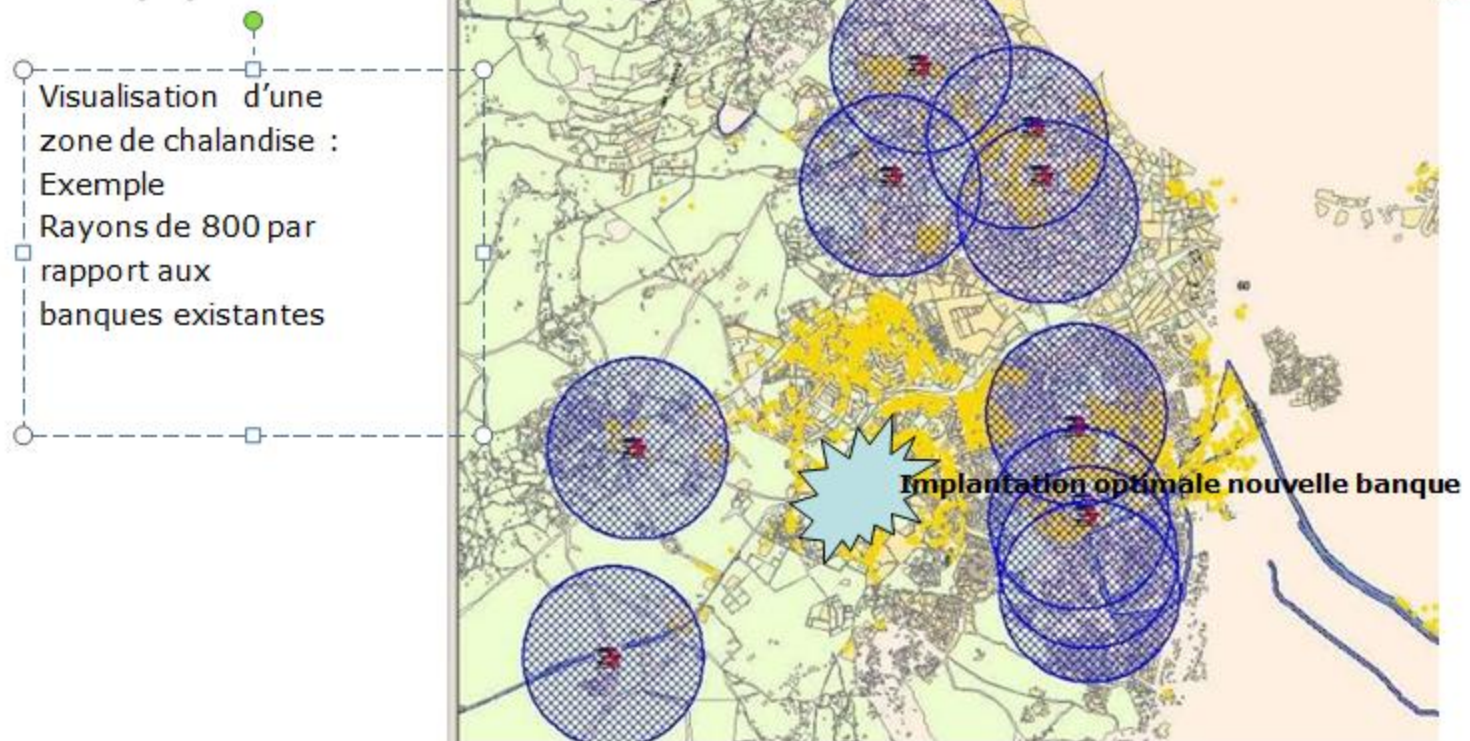 Visualisation d’une
zone de chalandise :
Exemple
Rayons de 800 par
rapport aux
banques existantes
Implantation optimale nouvelle banque